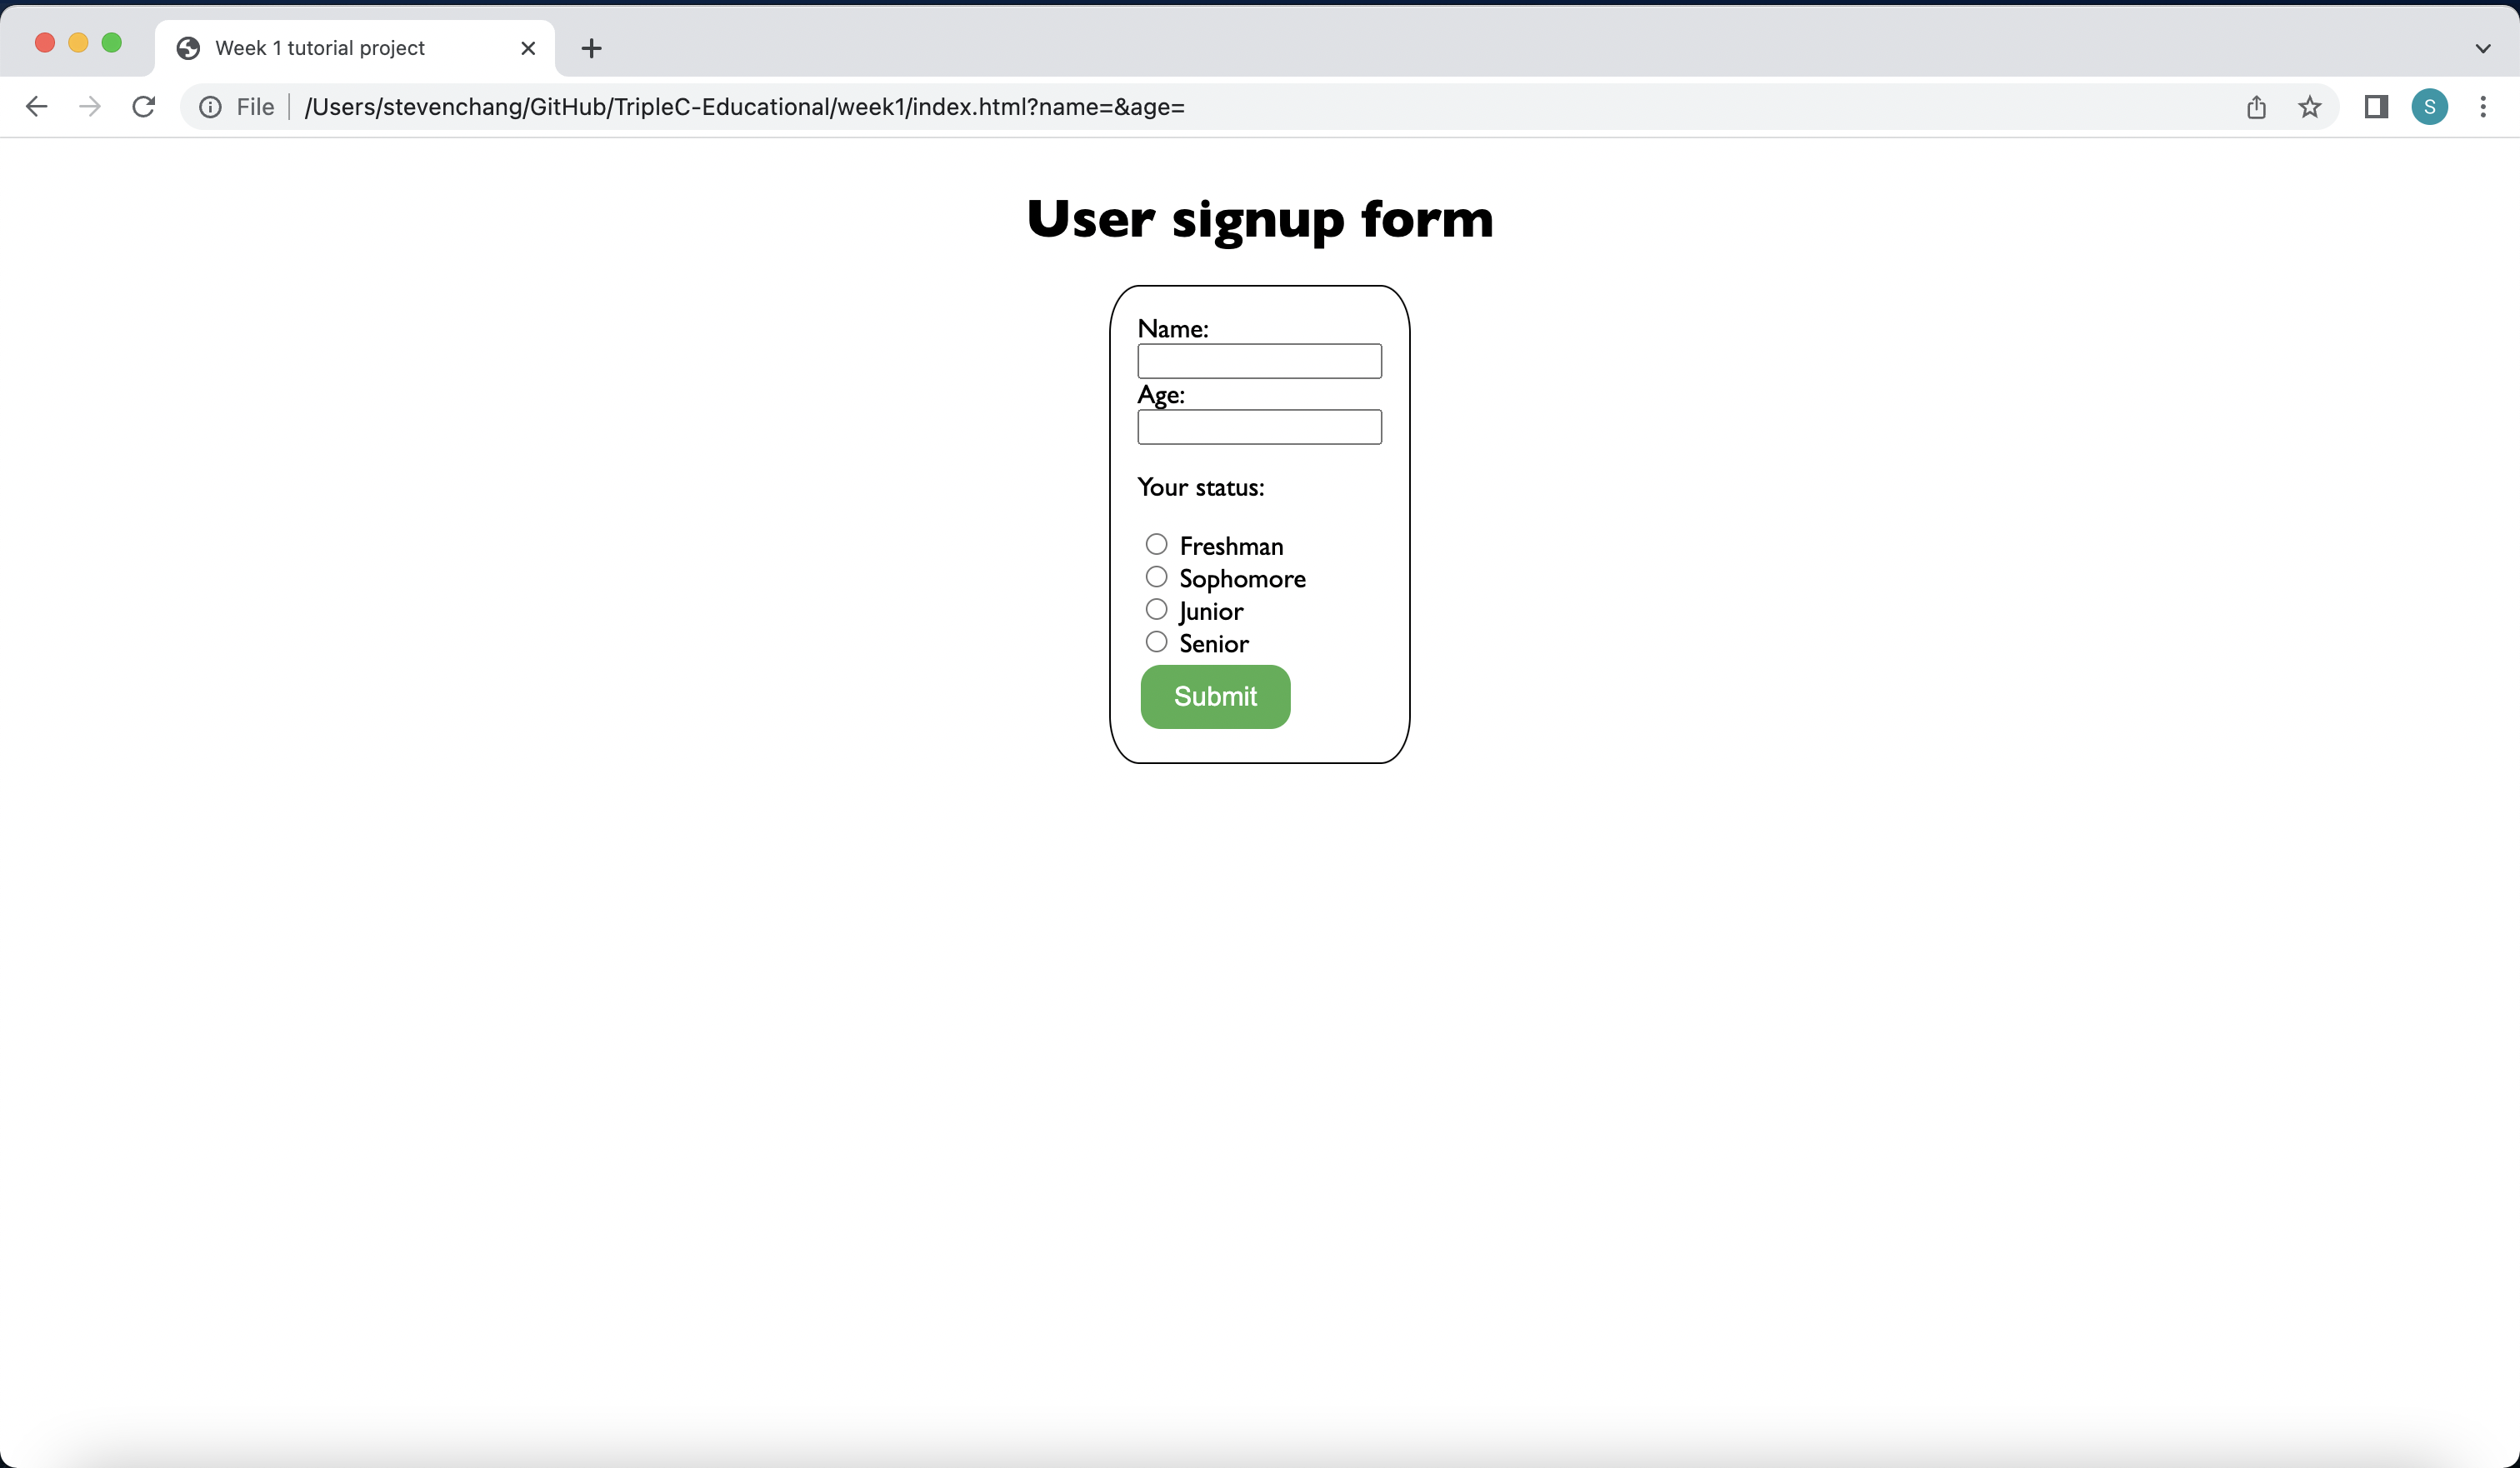 Week 1 tutorial project
File /Users/stevenchang/GitHub/TripleC-Educational/week1/index.html?name=&age=
S
User signup form
Name:
Age:
Your status:
Freshman
Sophomore
Junior
Senior
Submit